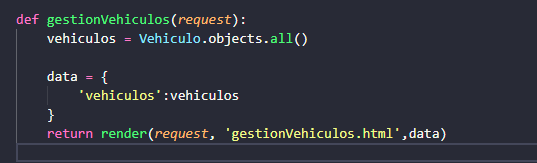 def gestionVehiculos(request):
    vehiculos = Vehiculo.objects.all()
    data = {
        'vehiculos':vehiculos
    }
    return render(request, 'gestionVehiculos.html',data)